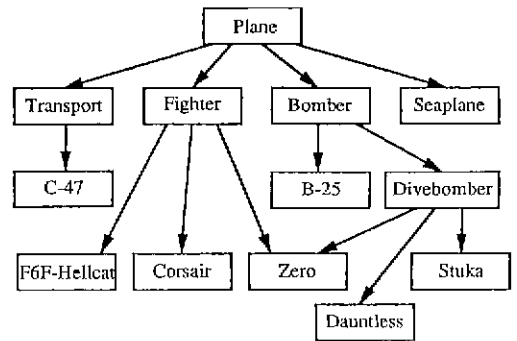 Plane
Transport
Fighter
Bomber
Seaplane
C-47
B-25
Divebomber
F6F-Hellcat
Corsair
Zero
Stuka
Dauntless